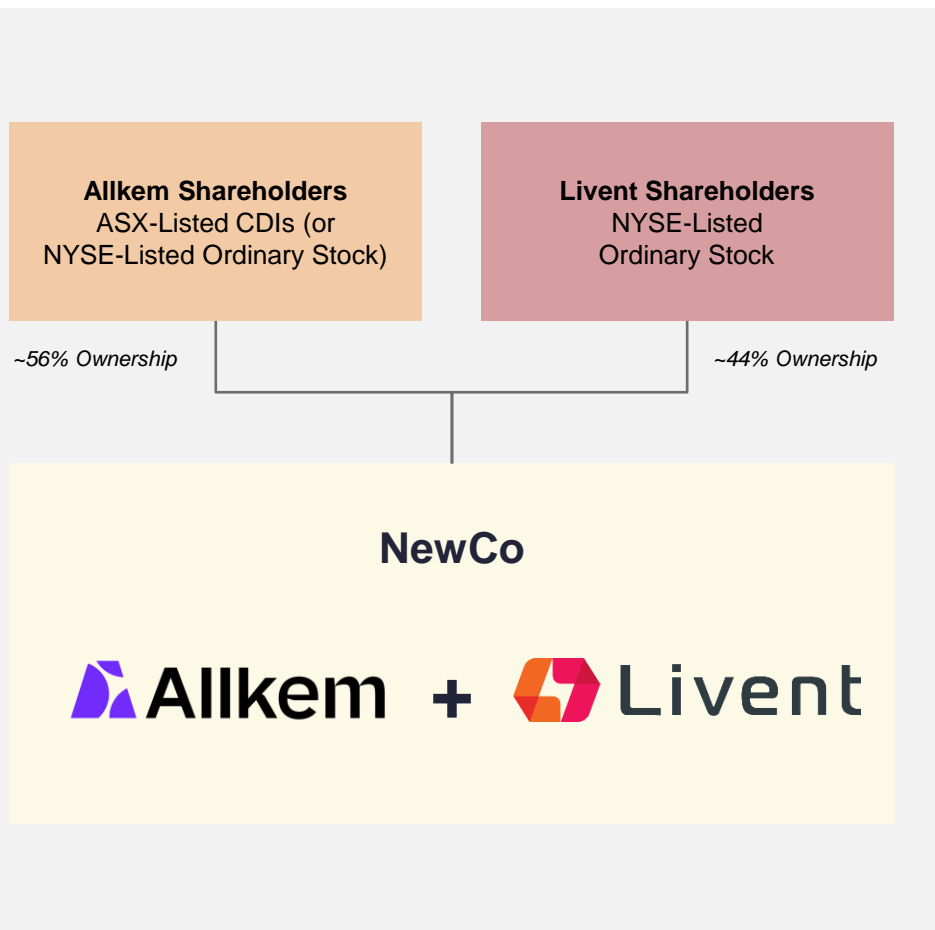 Allkem Shareholders
ASX-Listed CDIs (or
NYSE-Listed Ordinary Stock)
Livent Shareholders
NYSE-Listed
Ordinary Stock
~56% Ownership
~44% Ownership
NewCo
Allkem + Livent